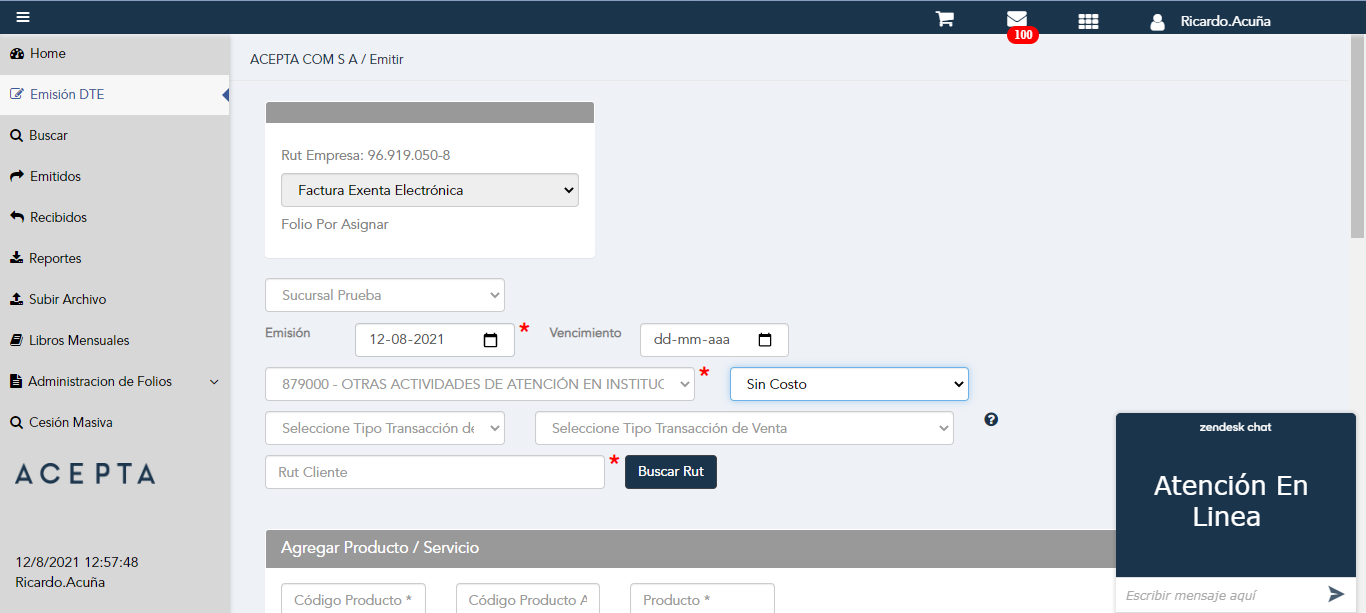 100
Ricardo.Acuña
Home
Emisión DTE
Buscar
Emitidos
Recibidos
Reportes
Subir Archivo
Libros Mensuales
Administracion de Folios
Cesión Masiva
ACEPTA
12/8/2021 12:57:48
Ricardo.Acuña
ACEPTA COM S A / Emitir
Rut Empresa: 96.919.050-8
Factura Exenta Electrónica
Folio Por Asignar
Sucursal Prueba
Emisión 12-08-2021 * Vencimiento dd-mm-aaa
879000 - OTRAS ACTIVIDADES DE ATENCIÓN EN INSTITUC * Sin Costo
Seleccione Tipo Transacción de Seleccione Tipo Transacción de Venta ?
Rut Cliente * Buscar Rut
Agregar Producto / Servicio
Código Producto * Código Producto A Producto *
zendesk chat
Atención En
Linea
Escribir mensaje aquí